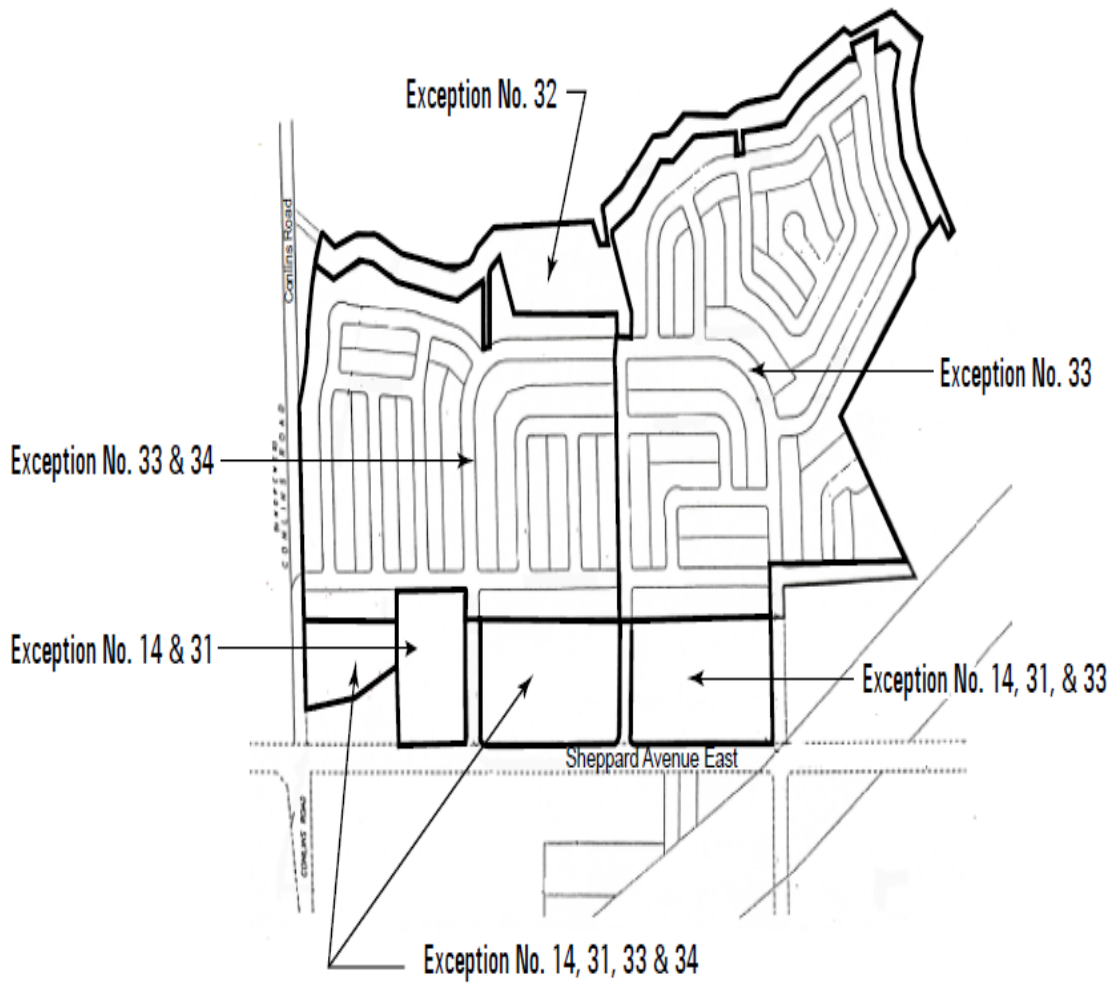 Exception No. 32
Conlins Road
Exception No. 33
Exception No. 33 & 34
CONLINS ROAD
Exception No. 14 & 31
Exception No. 14, 31, & 33
Sheppard Avenue East
CONLINS ROAD
Exception No. 14, 31, 33 & 34